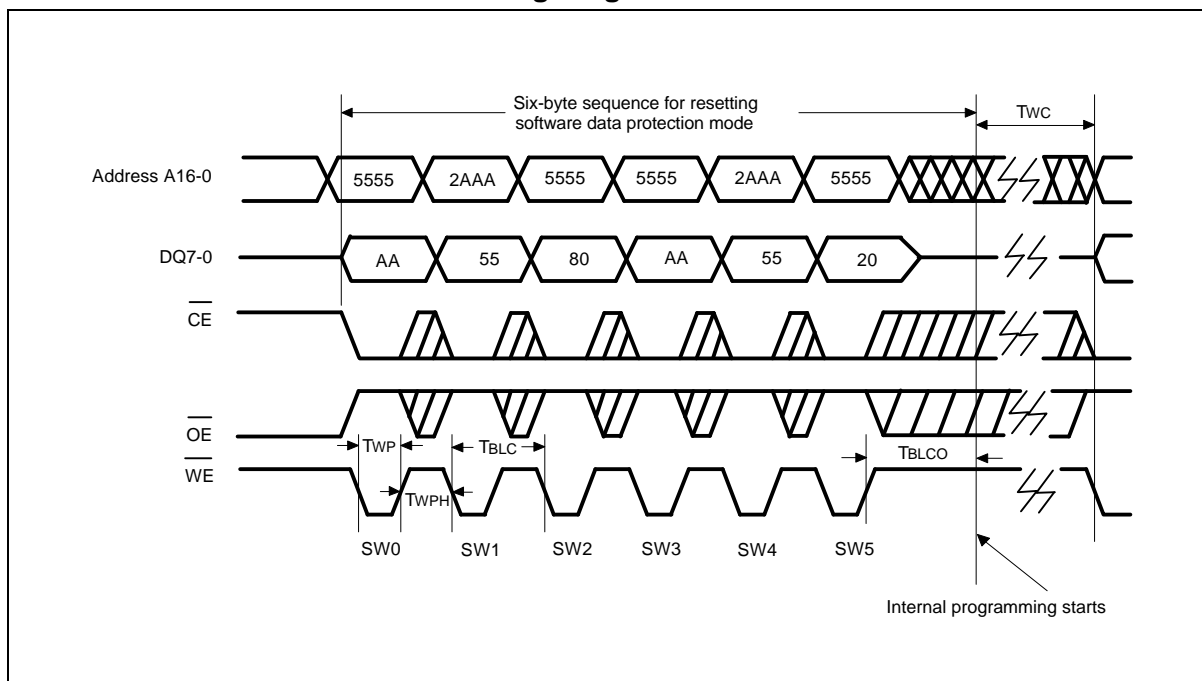 Six-byte sequence for resetting
software data protection mode
TWC
Address A16-0
5555 2AAA 5555 5555 2AAA 5555
DQ7-0
AA 55 80 AA 55 20
CE
OE
TWP
TBLC
TBLCO
WE
TWPH
SW0 SW1 SW2 SW3 SW4 SW5
Internal programming starts